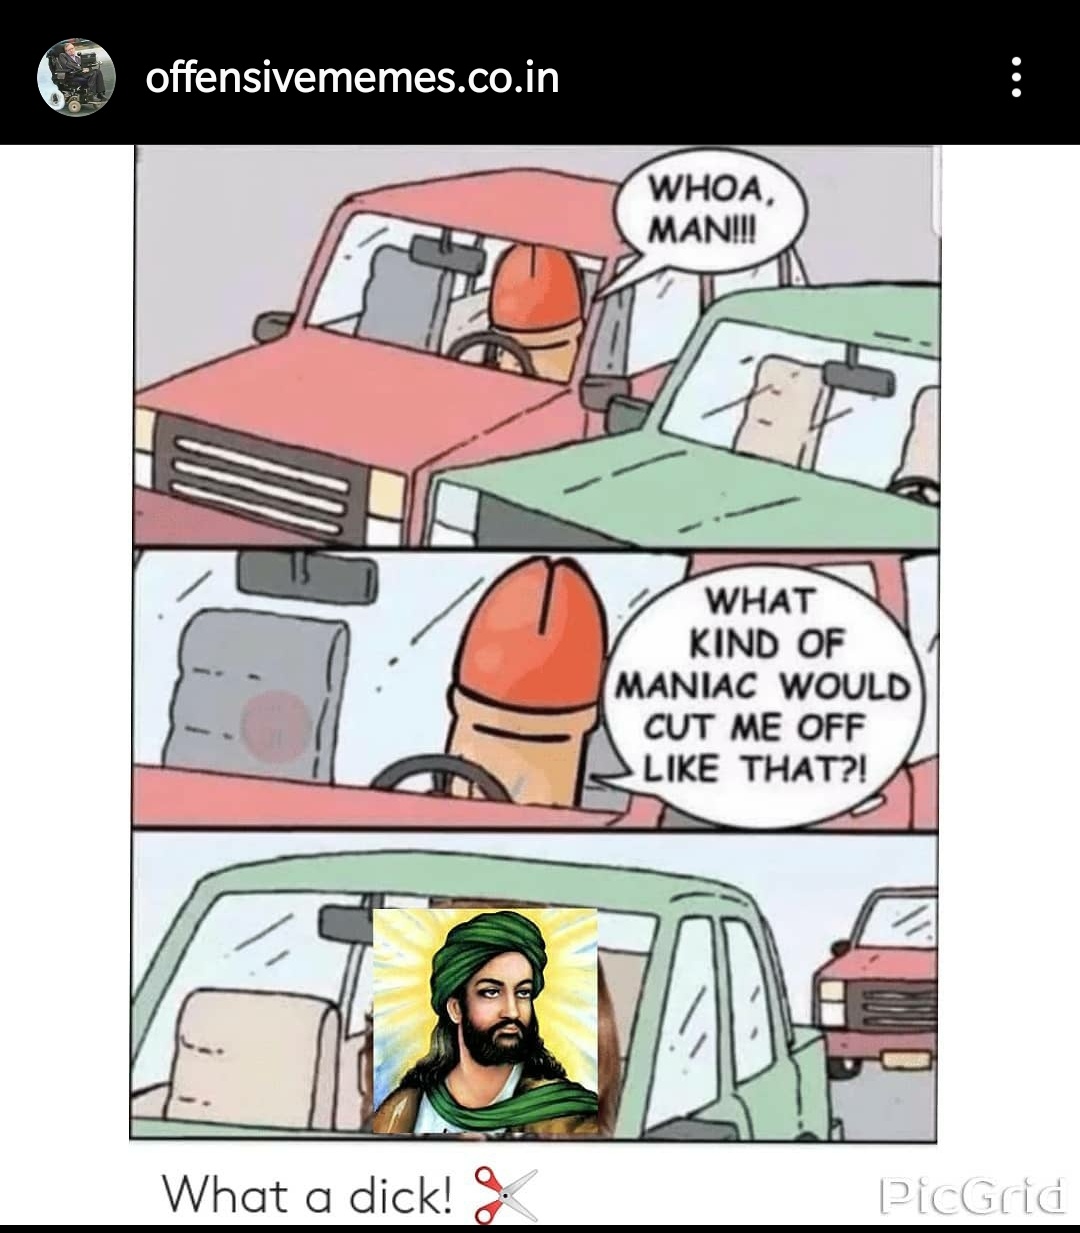 offensivememes.co.in
WHOA,
MAN!!!
WHAT
KIND OF
MANIAC WOULD
CUT ME OFF
LIKE THAT?!
What a dick! ✂️
PicGrid